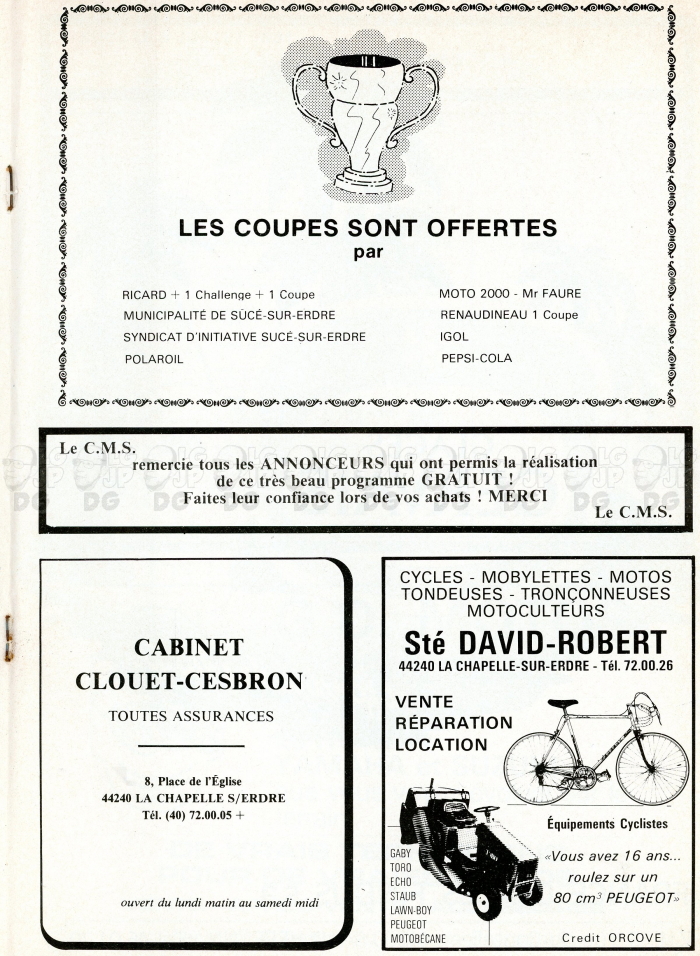 LES COUPES SONT OFFERTES
par
RICARD + 1 Challenge + 1 Coupe
MUNICIPALITÉ DE SUCÉ-SUR-ERDRE
SYNDICAT D'INITIATIVE SUCÉ-SUR-ERDRE
POLAROIL
MOTO 2000 - Mr FAURE
RENAUDINEAU 1 Coupe
IGOL
PEPSI-COLA
Le C.M.S.
remercie tous les ANNONCEURS qui ont permis la réalisation
de ce très beau programme GRATUIT !
Faites leur confiance lors de vos achats ! MERCI
Le C.M.S.
CABINET
CLOUET-CESBRON
TOUTES ASSURANCES
8, Place de l'Église
44240 LA CHAPELLE S/ERDRE
Tél. (40) 72.00.05 +
ouvert du lundi matin au samedi midi
CYCLES - MOBYLETTES - MOTOS
TONDEUSES - TRONÇONNEUSES
MOTOCULTEURS
Sté DAVID-ROBERT
44240 LA CHAPELLE-SUR-ERDRE - Tél. 72.00.26
VENTE
RÉPARATION
LOCATION
Équipements Cyclistes
GABY
TORO
ECHO
STAUB
LAWN-BOY
PEUGEOT
MOTOBÉCANE
«Vous avez 16 ans...
roulez sur un
80 cm³ PEUGEOT»
Credit ORCOVE